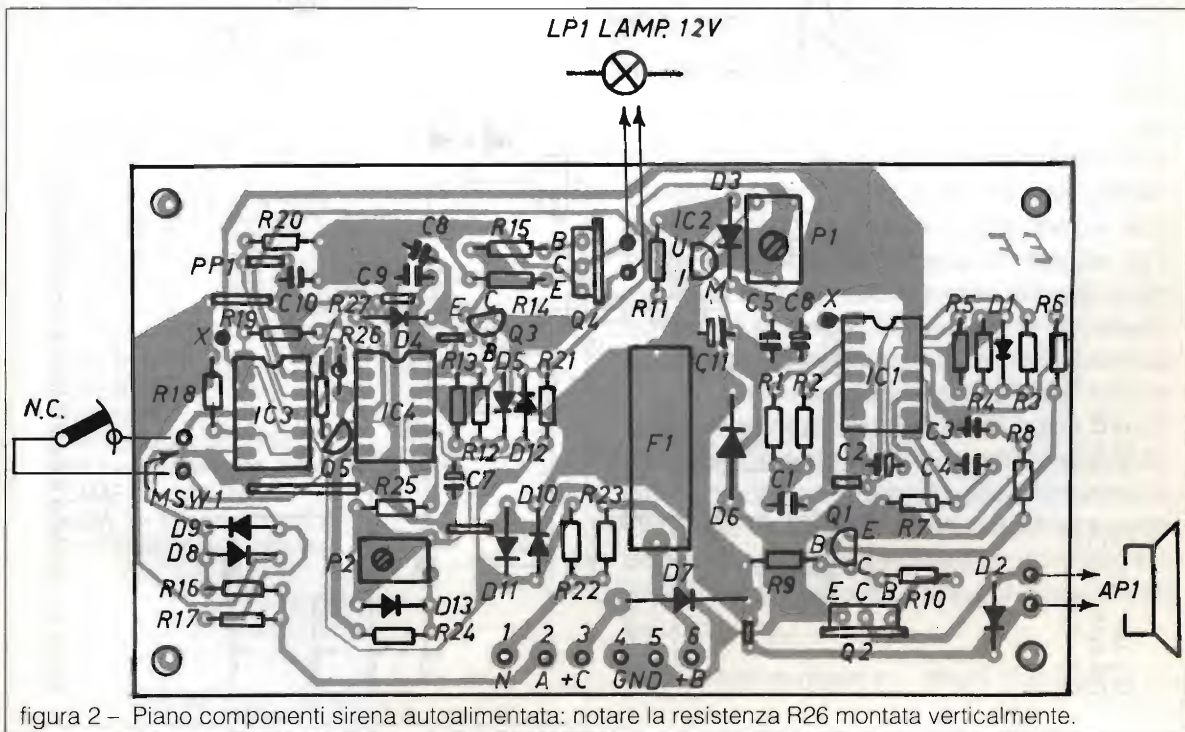 LP1 LAMP. 12V
D3
R20
C8
R15
B
IC2
U
P1
PP1
C9
C
I
M
EF
C10
R27
E
C
E
R14
Q4
R11
C5
C8
X
R5
D1
R6
R19
R26
D4
Q3
B
X
R13
D5
R21
C11
R1
R2
IC1
R4
R3
N.C.
R18
IC3
IC4
F1
C3
R8
MSW1
Q5
R12
D12
C2
C4
R25
C7
D10
R23
D6
C1
Q1
R7
D9
D8
P2
E
B
C
D2
R16
D11
R22
D7
R9
R10
AP1
R17
D13
E C B
R24
Q2
1 2 3 4 5 6
N A +C GND +B
figura 2 – Piano componenti sirena autoalimentata: notare la resistenza R26 montata verticalmente.